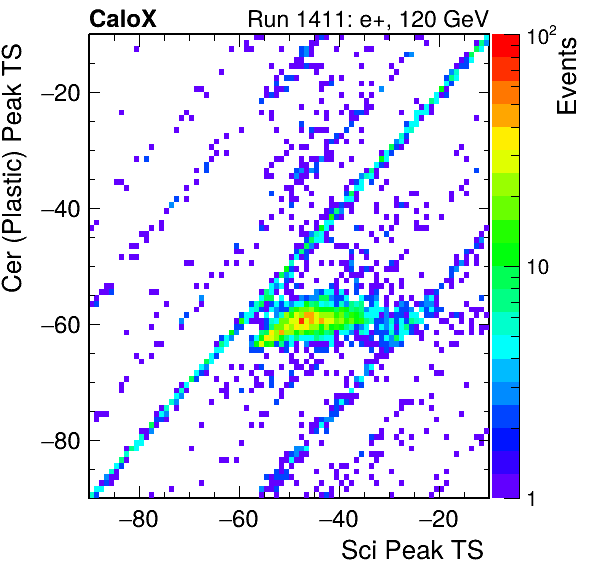 CaloX Run 1411: e+, 120 GeV
Cer (Plastic) Peak TS
−20
−40
−60
−80
−80 −60 −40 −20
Sci Peak TS
10²
10
1
Events